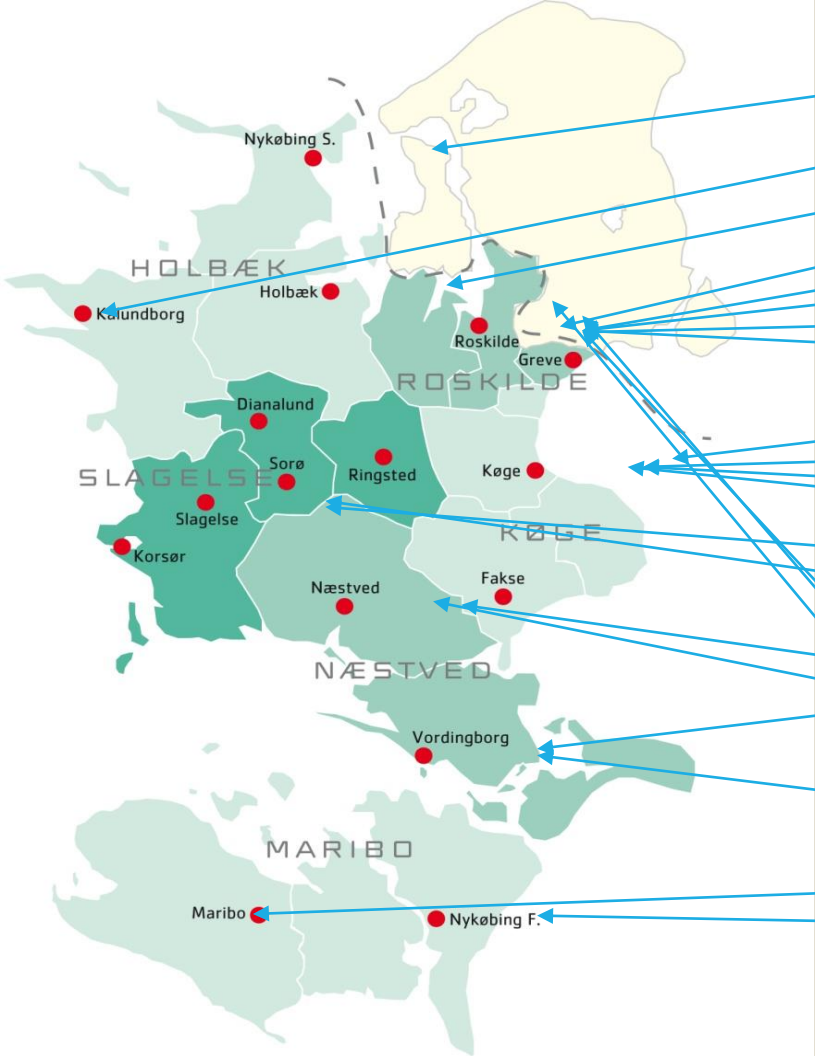 Nykøbing S.
HOLBÆK
Holbæk
Kalundborg
Roskilde
Greve
ROSKILDE
Dianalund
Sorø
Ringsted
Køge
SLAGELSE
Slagelse
KØGE
Korsør
Fakse
Næstved
NÆSTVED
Vordingborg
MARIBO
Maribo
Nykøbing F.